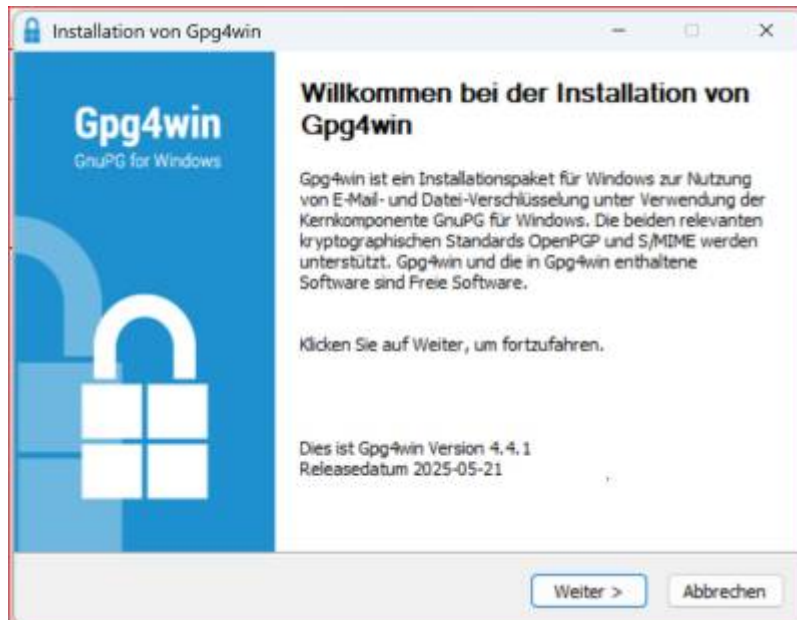 Installation von Gpg4win
Gpg4win
GnuPG for Windows
Willkommen bei der Installation von
Gpg4win
Gpg4win ist ein Installationspaket für Windows zur Nutzung
von E-Mail- und Datei-Verschlüsselung unter Verwendung der
Kernkomponente GnuPG für Windows. Die beiden relevanten
kryptographischen Standards OpenPGP und S/MIME werden
unterstützt. Gpg4win und die in Gpg4win enthaltene
Software sind Freie Software.
Klicken Sie auf Weiter, um fortzufahren.
Dies ist Gpg4win Version 4.4.1
Releasedatum 2025-05-21
Weiter >
Abbrechen